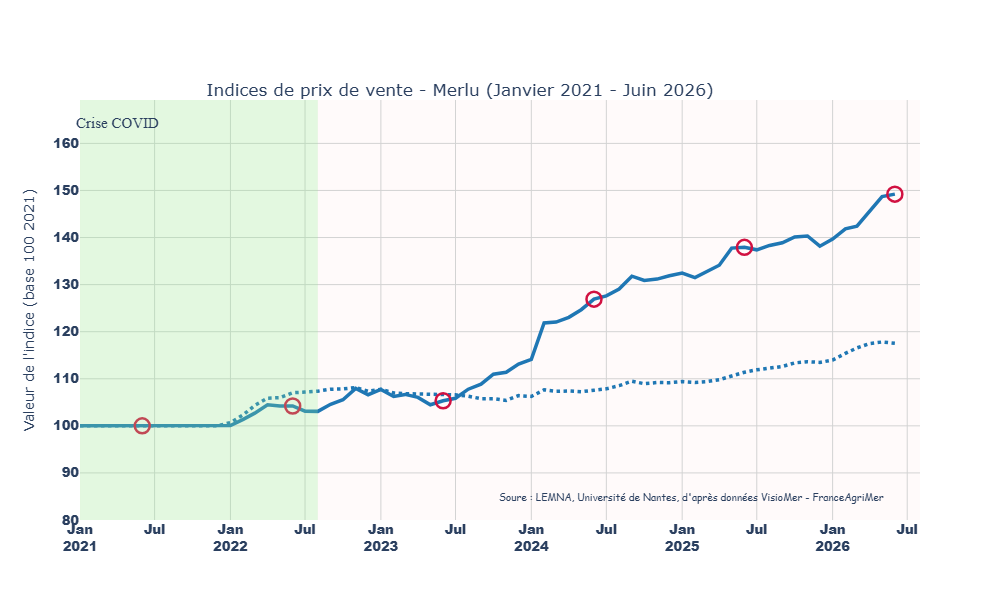 Indices de prix de vente - Merlu (Janvier 2021 - Juin 2026)
Crise COVID
Valeur de l'indice (base 100 2021)
160
150
140
130
120
110
100
90
80
Soure : LEMNA, Université de Nantes, d'après données VisioMer - FranceAgriMer
Jan Jul Jan Jul Jan Jul Jan Jul Jan Jul Jan Jul
2021 2022 2023 2024 2025 2026